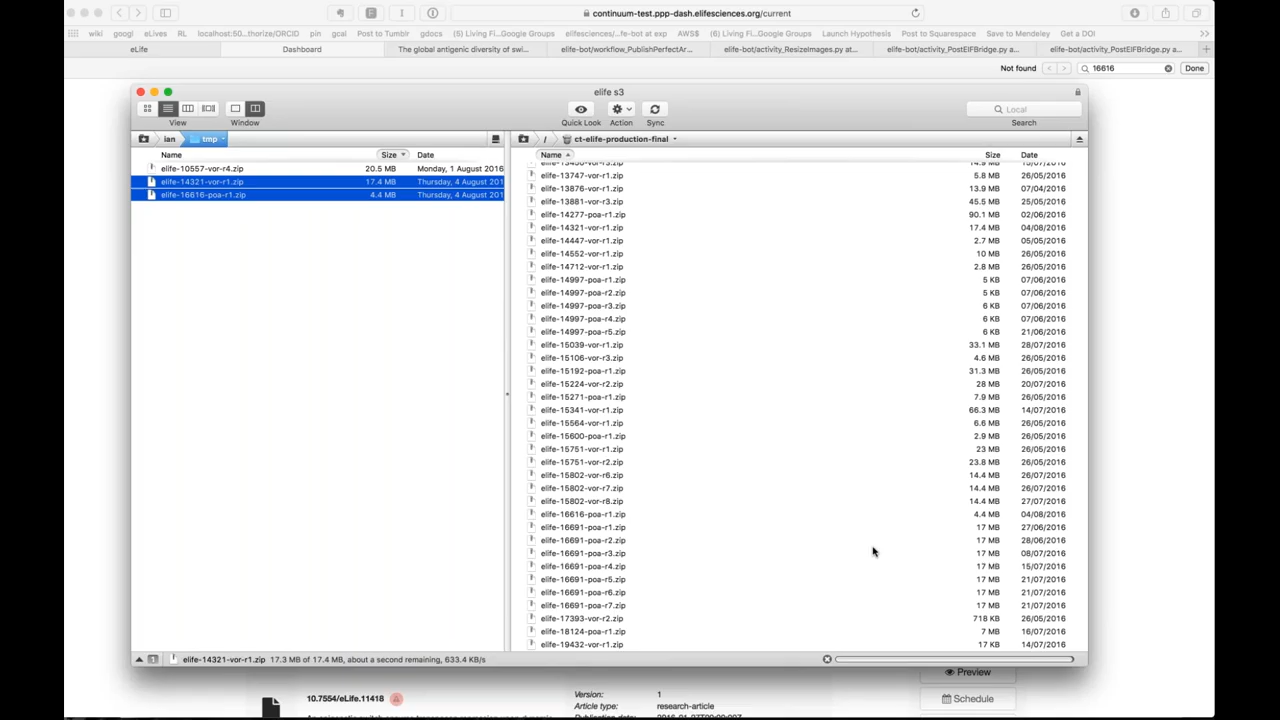 continuum-test.ppp-dash.elifesciences.org/current
wiki googl eLives RL localhost:50...thorize/ORCID pin gcal Post to Tumblr gdocs (5) Living Fi...Google Groups elifesciences/...fe-bot at exp AWS$ (6) Living Fi...Google Groups Launch Hypothesis Post to Squarespace Save to Mendeley Get a DOI
eLife Dashboard The global antigenic diversity of swi... elife-bot/workflow_PublishPerfectAr... elife-bot/activity_ResizeImages.py at... elife-bot/activity_PostEIFBridge.py a... elife-bot/activity_PostEIFBridge.py a...
Not found 16616 Done
elife s3
View Window Quick Look Action Sync Local Search
ian tmp
/ ct-elife-production-final
Name Size Date
elife-10557-vor-r4.zip 20.5 MB Monday, 1 August 2016
elife-14321-vor-r1.zip 17.4 MB Thursday, 4 August 201
elife-16616-poa-r1.zip 4.4 MB Thursday, 4 August 201
Name Size Date
elife-13747-vor-r1.zip 5.8 MB 26/05/2016
elife-13876-vor-r1.zip 13.9 MB 07/04/2016
elife-13881-vor-r3.zip 45.5 MB 25/05/2016
elife-14277-poa-r1.zip 90.1 MB 02/06/2016
elife-14321-vor-r1.zip 17.4 MB 04/08/2016
elife-14447-vor-r1.zip 2.7 MB 05/05/2016
elife-14552-vor-r1.zip 10 MB 26/05/2016
elife-14712-vor-r1.zip 2.8 MB 26/05/2016
elife-14997-poa-r1.zip 5 KB 07/06/2016
elife-14997-poa-r2.zip 5 KB 07/06/2016
elife-14997-poa-r3.zip 6 KB 07/06/2016
elife-14997-poa-r4.zip 6 KB 07/06/2016
elife-14997-poa-r5.zip 6 KB 21/06/2016
elife-15039-vor-r1.zip 33.1 MB 28/07/2016
elife-15106-vor-r3.zip 4.6 MB 26/05/2016
elife-15192-poa-r1.zip 31.3 MB 26/05/2016
elife-15224-vor-r2.zip 28 MB 20/07/2016
elife-15271-poa-r1.zip 7.9 MB 26/05/2016
elife-15341-vor-r1.zip 66.3 MB 14/07/2016
elife-15564-vor-r1.zip 6.6 MB 26/05/2016
elife-15600-poa-r1.zip 2.9 MB 26/05/2016
elife-15751-vor-r1.zip 23 MB 26/05/2016
elife-15751-vor-r2.zip 23.8 MB 26/05/2016
elife-15802-vor-r6.zip 14.4 MB 26/07/2016
elife-15802-vor-r7.zip 14.4 MB 26/07/2016
elife-15802-vor-r8.zip 14.4 MB 27/07/2016
elife-16616-poa-r1.zip 4.4 MB 04/08/2016
elife-16691-poa-r1.zip 17 MB 27/06/2016
elife-16691-poa-r2.zip 17 MB 28/06/2016
elife-16691-poa-r3.zip 17 MB 08/07/2016
elife-16691-poa-r4.zip 17 MB 15/07/2016
elife-16691-poa-r5.zip 17 MB 21/07/2016
elife-16691-poa-r6.zip 17 MB 21/07/2016
elife-16691-poa-r7.zip 17 MB 21/07/2016
elife-17393-vor-r2.zip 718 KB 26/05/2016
elife-18124-poa-r1.zip 7 MB 16/07/2016
elife-19432-vor-r1.zip 17 KB 14/07/2016
elife-14321-vor-r1.zip 17.3 MB of 17.4 MB, about a second remaining, 633.4 KB/s
Preview
10.7554/eLife.11418 Version: 1 Schedule
Article type: research-article